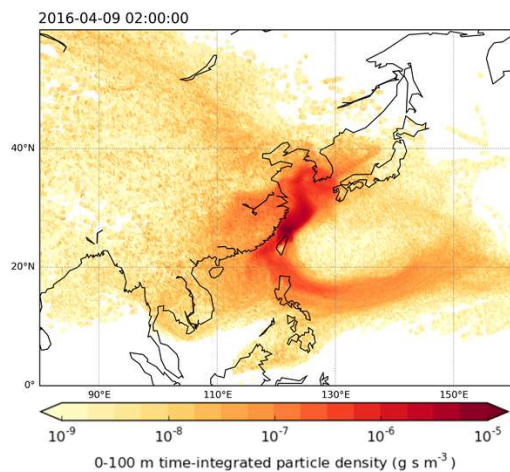 2016-04-09 02:00:00
40°N
20°N
0°
90°E
110°E
130°E
150°E
10⁻⁹
10⁻⁸
10⁻⁷
10⁻⁶
10⁻⁵
0-100 m time-integrated particle density (g s m⁻³)